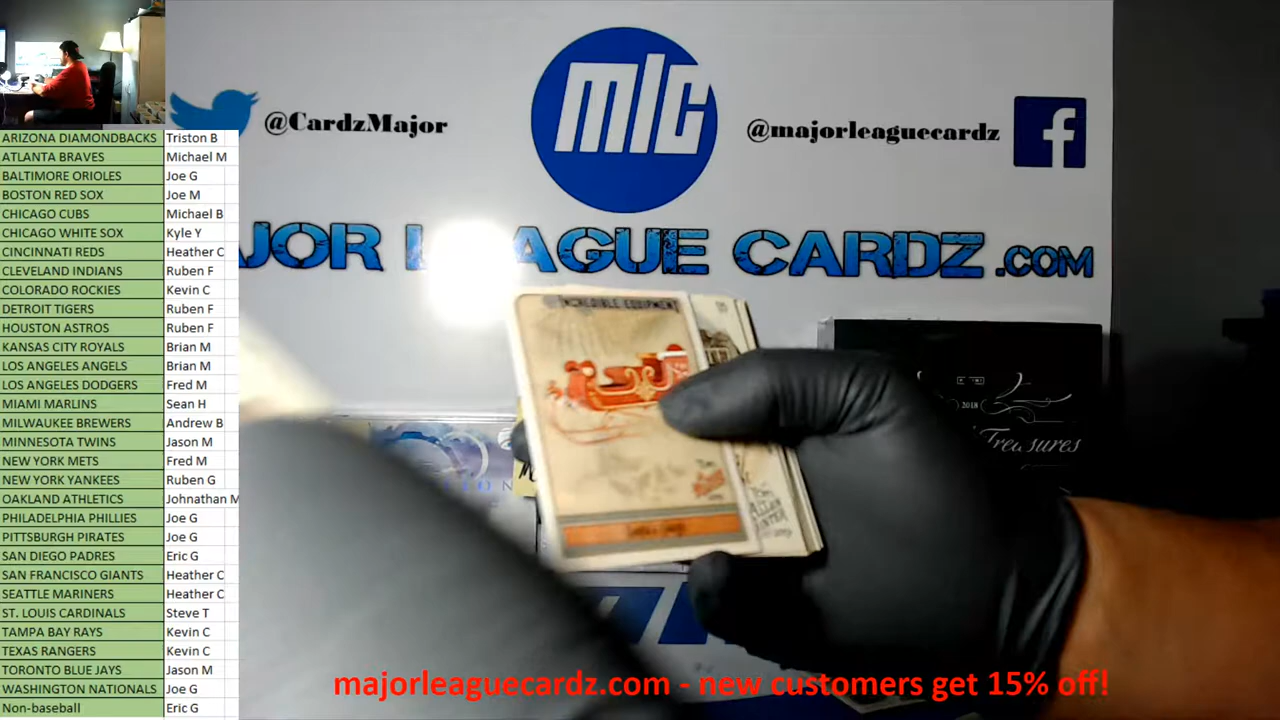 @CardzMajor
mlc
@majorleaguecardz
f
JOR L AGUE CARDZ .COM
ARIZONA DIAMONDBACKS Triston B
ATLANTA BRAVES Michael M
BALTIMORE ORIOLES Joe G
BOSTON RED SOX Joe M
CHICAGO CUBS Michael B
CHICAGO WHITE SOX Kyle Y
CINCINNATI REDS Heather C
CLEVELAND INDIANS Ruben F
COLORADO ROCKIES Kevin C
DETROIT TIGERS Ruben F
HOUSTON ASTROS Ruben F
KANSAS CITY ROYALS Brian M
LOS ANGELES ANGELS Brian M
LOS ANGELES DODGERS Fred M
MIAMI MARLINS Sean H
MILWAUKEE BREWERS Andrew B
MINNESOTA TWINS Jason M
NEW YORK METS Fred M
NEW YORK YANKEES Ruben G
OAKLAND ATHLETICS Johnathan M
PHILADELPHIA PHILLIES Joe G
PITTSBURGH PIRATES Joe G
SAN DIEGO PADRES Eric G
SAN FRANCISCO GIANTS Heather C
SEATTLE MARINERS Heather C
ST. LOUIS CARDINALS Steve T
TAMPA BAY RAYS Kevin C
TEXAS RANGERS Kevin C
TORONTO BLUE JAYS Jason M
WASHINGTON NATIONALS Joe G
Non-baseball Eric G
INCREDIBLE EQUIPMENT
2018
Treasures
majorleaguecardz.com - new customers get 15% off!